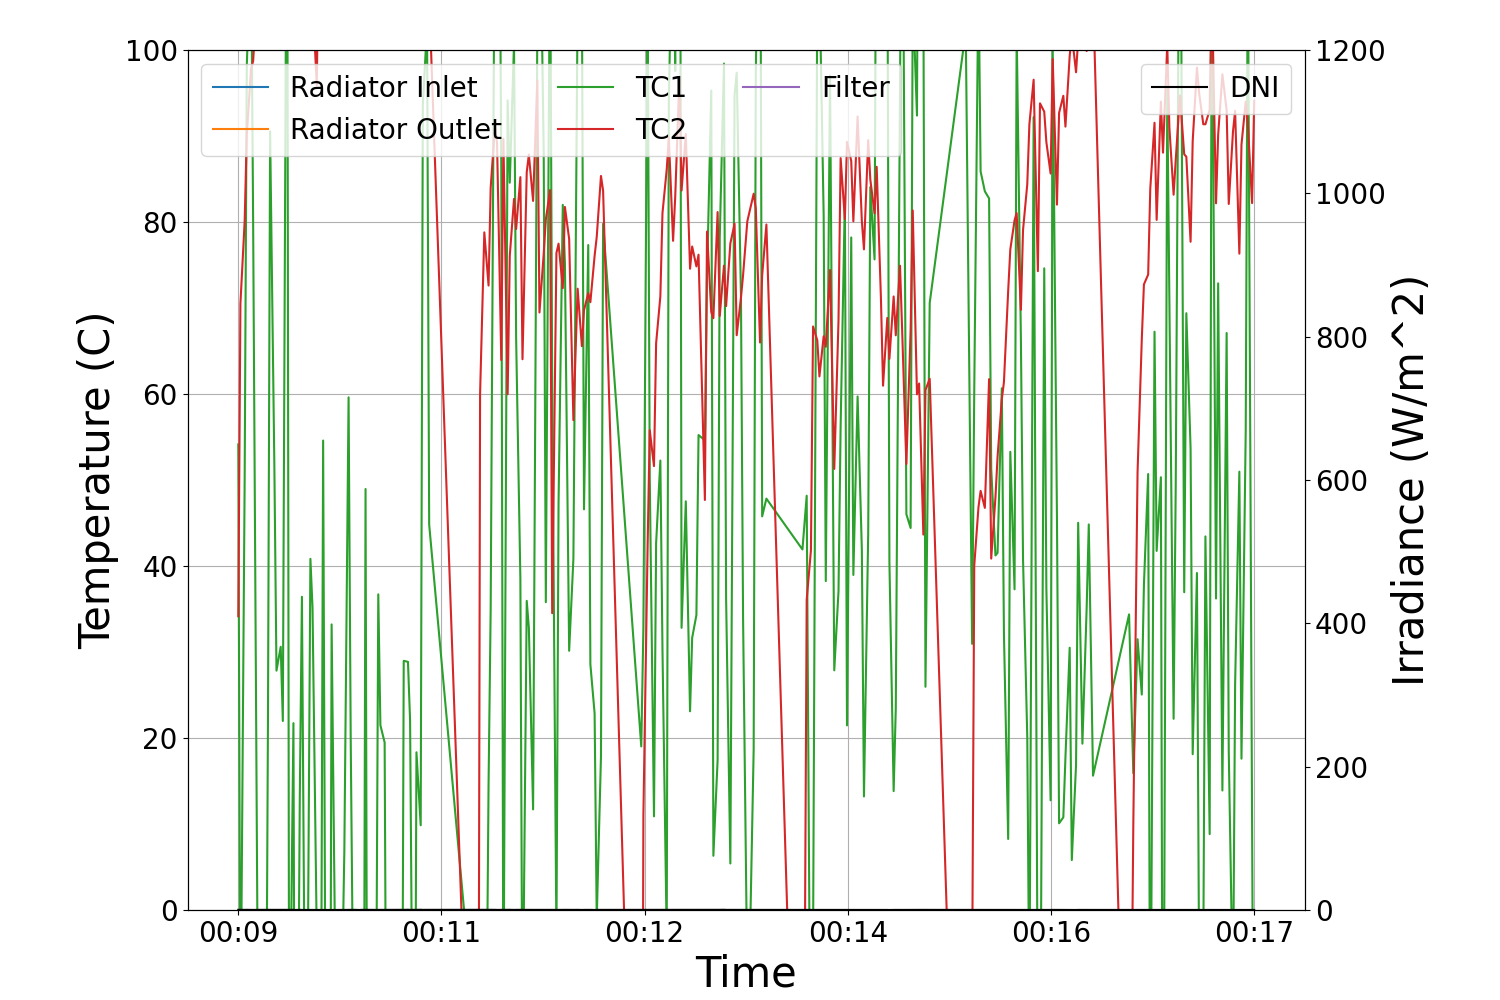 100
80
60
40
20
0
Temperature (C)
Radiator Inlet
Radiator Outlet
TC1
TC2
Filter
DNI
1200
1000
800
600
400
200
0
Irradiance (W/m^2)
00:09
00:11
00:12
00:14
00:16
00:17
Time